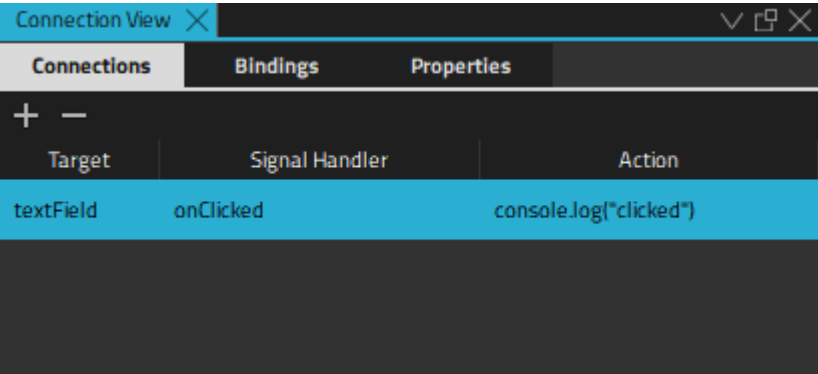 Connection View
Connections Bindings Properties
Target Signal Handler Action
textField onClicked console.log("clicked")